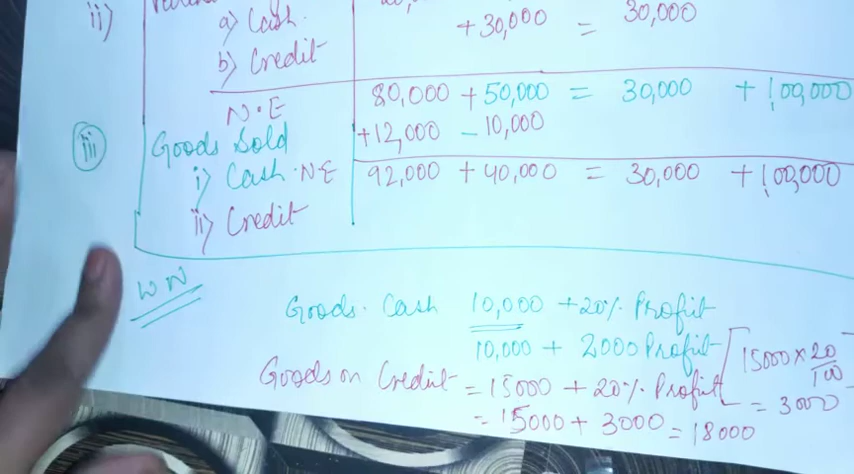 ii)
a) Cash. +30,000 = 30,000
b) Credit
N.E 80,000 + 50,000 = 30,000 + 1,00,000
iii Goods Sold +12,000 - 10,000
i) Cash. N.E 92,000 + 40,000 = 30,000 + 1,00,000
ii) Credit
WN
Goods. Cash 10,000 + 20% Profit
10,000 + 2000 Profit
Goods on Credit = 15000 + 20% Profit [15000 × 20/100
= 15000 + 3000 = 18000 = 3000